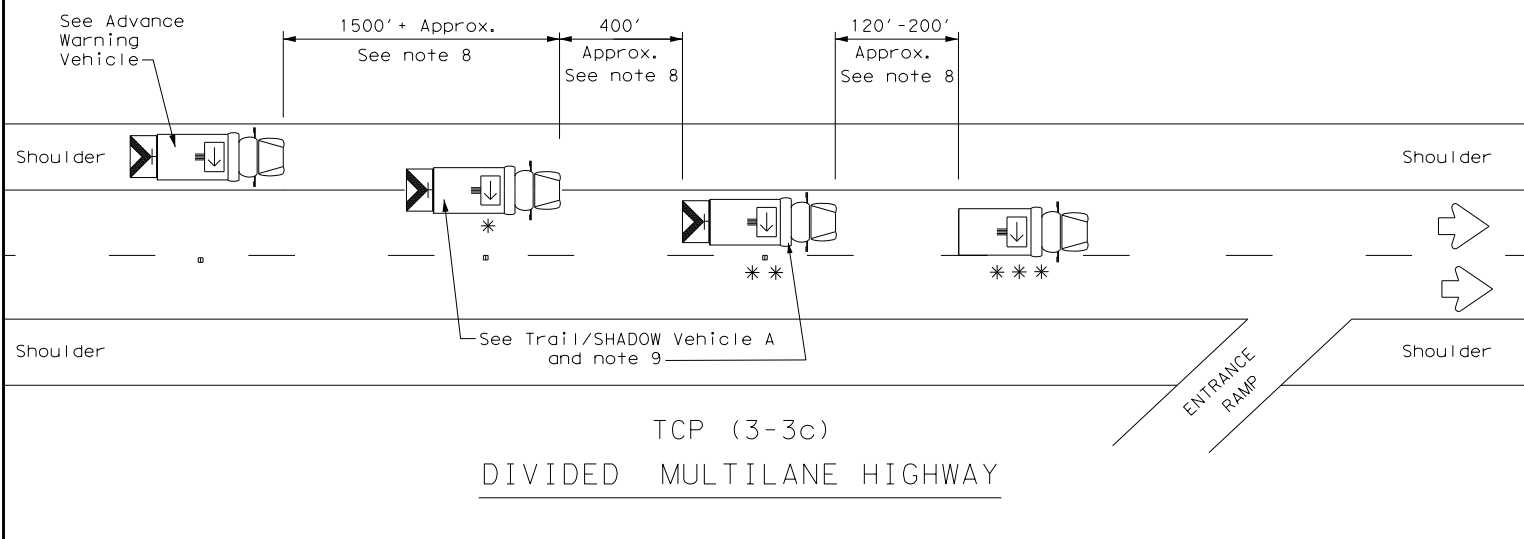 See Advance
Warning
Vehicle
1500'+ Approx.
See note 8
400'
Approx.
See note 8
120'-200'
Approx.
See note 8
Shoulder
Shoulder
*
* *
* * *
See Trail/SHADOW Vehicle A
and note 9
Shoulder
Shoulder
ENTRANCE
RAMP
TCP (3-3c)
DIVIDED MULTILANE HIGHWAY